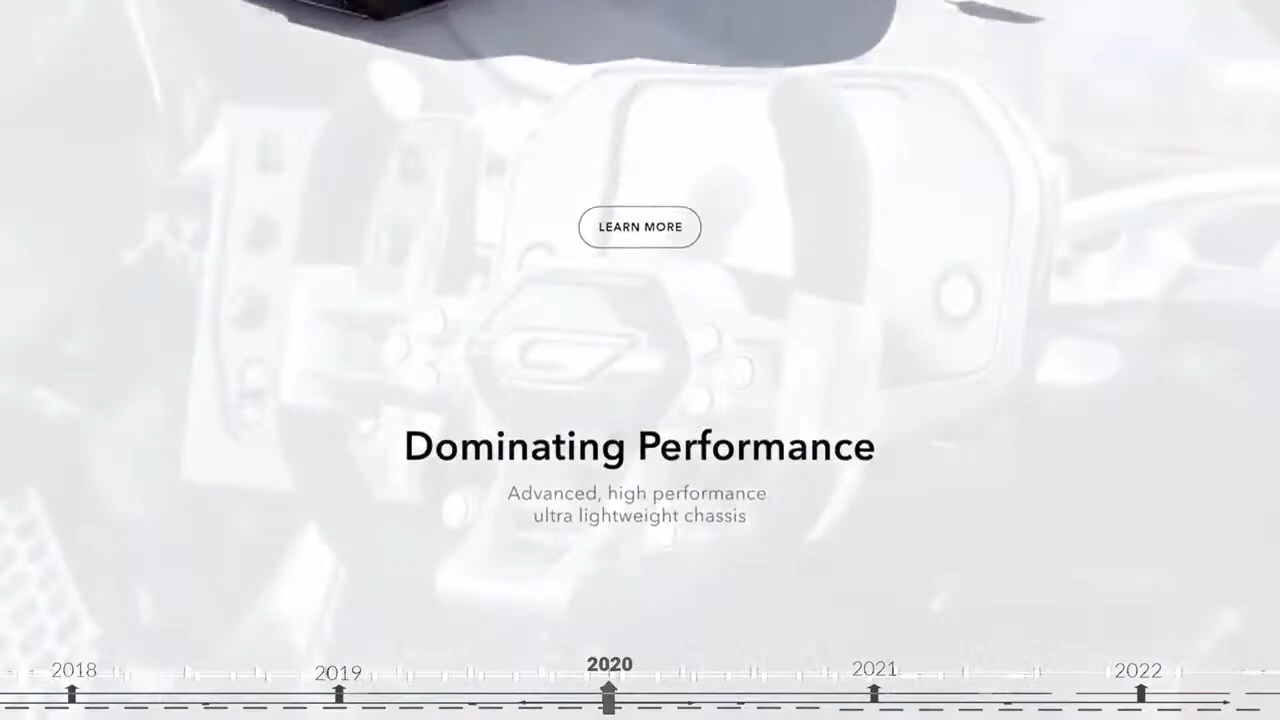 LEARN MORE
Dominating Performance
Advanced, high performance
ultra lightweight chassis
2018 2019 2020 2021 2022